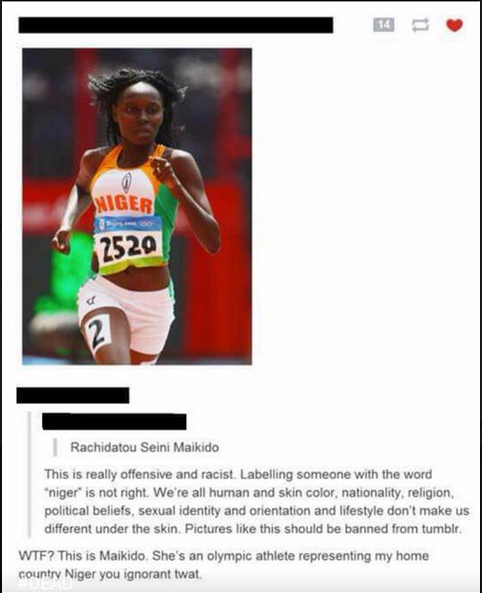 14
NIGER
Beijing 2008
2520
2
Rachidatou Seini Maikido
This is really offensive and racist. Labelling someone with the word
"niger" is not right. We're all human and skin color, nationality, religion,
political beliefs, sexual identity and orientation and lifestyle don't make us
different under the skin. Pictures like this should be banned from tumblr.
WTF? This is Maikido. She's an olympic athlete representing my home
country Niger you ignorant twat.
#DEAD